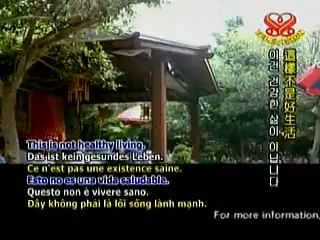 這樣不是好生活
이건 건강한 삶이 아닙니다
This is not healthy living.
Das ist kein gesundes Leben.
Ce n'est pas une existence saine.
Esto no es una vida saludable.
Questo non è vivere sano.
Dây không phải là lối sống lành mạnh.
For more information,